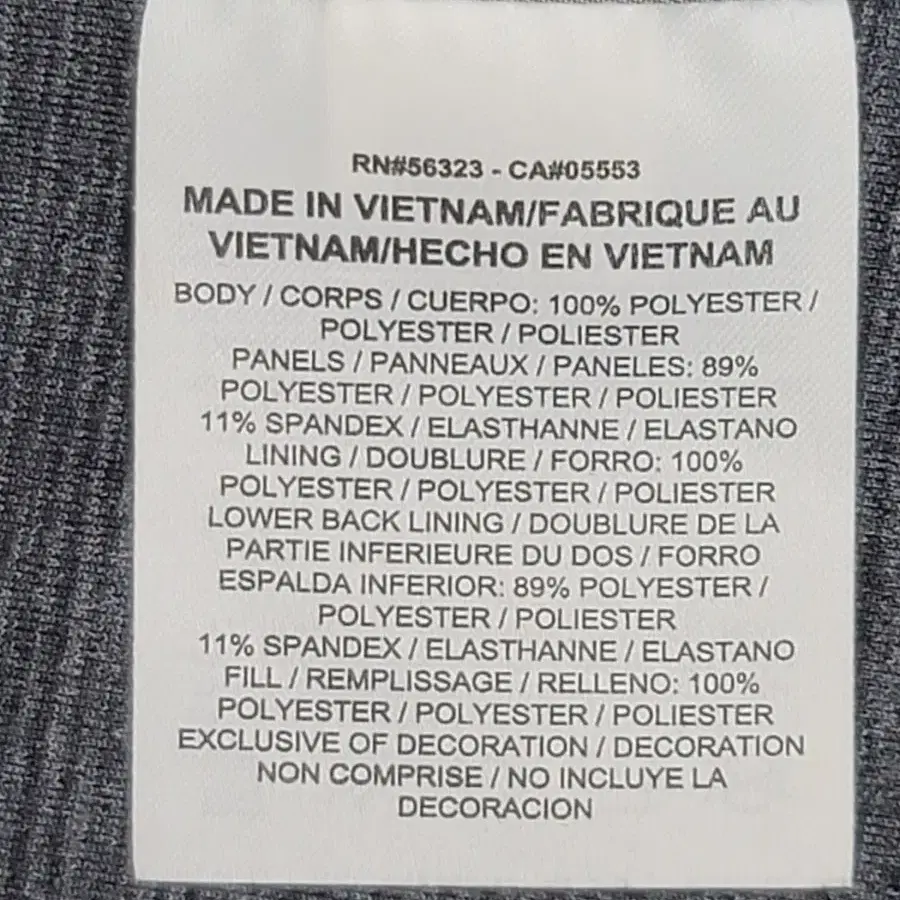 RN#56323 - CA#05553
MADE IN VIETNAM/FABRIQUE AU
VIETNAM/HECHO EN VIETNAM
BODY / CORPS / CUERPO: 100% POLYESTER /
POLYESTER / POLIESTER
PANELS / PANNEAUX / PANELES: 89%
POLYESTER / POLYESTER / POLIESTER
11% SPANDEX / ELASTHANNE / ELASTANO
LINING / DOUBLURE / FORRO: 100%
POLYESTER / POLYESTER / POLIESTER
LOWER BACK LINING / DOUBLURE DE LA
PARTIE INFERIEURE DU DOS / FORRO
ESPALDA INFERIOR: 89% POLYESTER /
POLYESTER / POLIESTER
11% SPANDEX / ELASTHANNE / ELASTANO
FILL / REMPLISSAGE / RELLENO: 100%
POLYESTER / POLYESTER / POLIESTER
EXCLUSIVE OF DECORATION / DECORATION
NON COMPRISE / NO INCLUYE LA
DECORACION